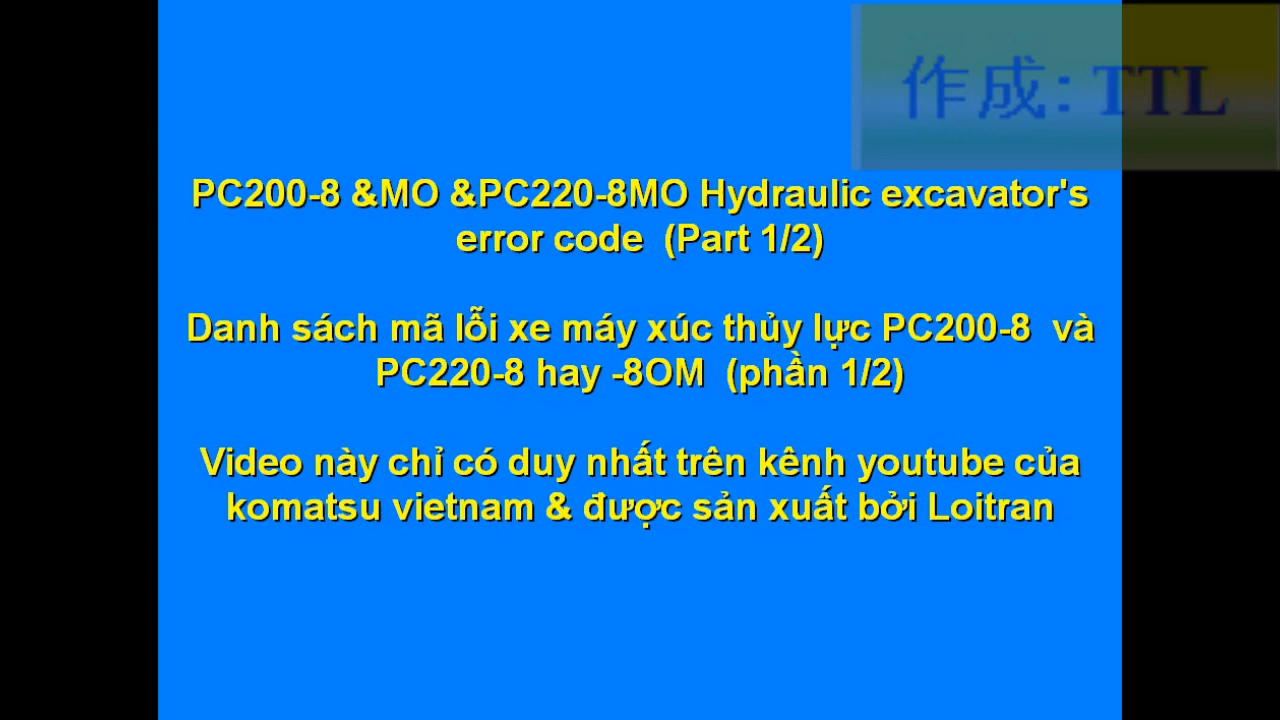 作成: TTL
PC200-8 &MO &PC220-8MO Hydraulic excavator's
error code (Part 1/2)
Danh sách mã lỗi xe máy xúc thủy lực PC200-8 và
PC220-8 hay -8OM (phần 1/2)
Video này chỉ có duy nhất trên kênh youtube của
komatsu vietnam & được sản xuất bởi Loitran